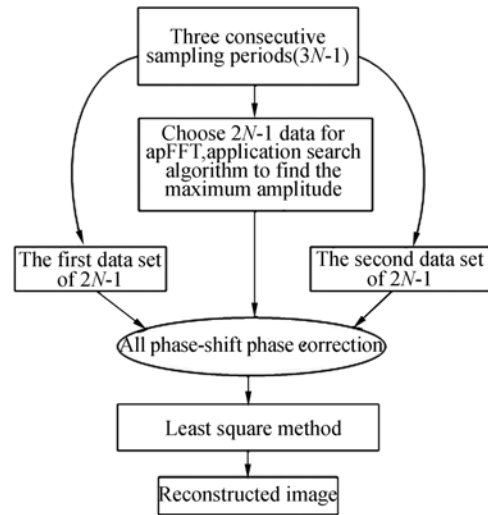 Three consecutive
sampling periods(3N-1)
Choose 2N-1 data for
apFFT,application search
algorithm to find the
maximum amplitude
The first data set
of 2N-1
The second data set
of 2N-1
All phase-shift phase correction
Least square method
Reconstructed image